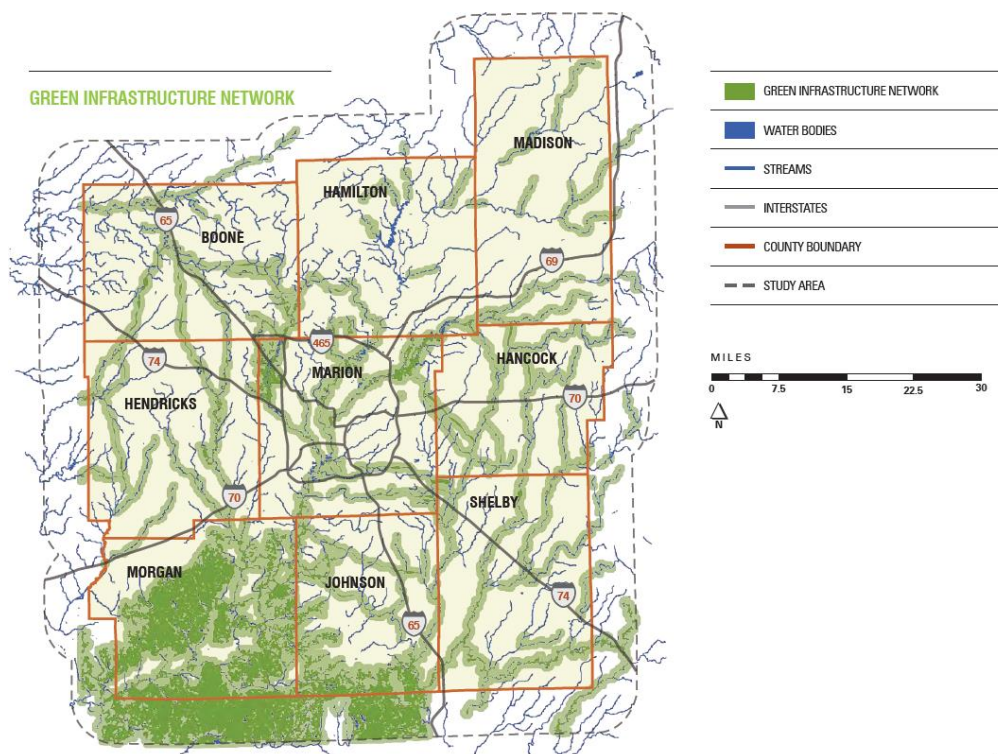 GREEN INFRASTRUCTURE NETWORK
MADISON
HAMILTON
65
BOONE
69
465
MARION
HANCOCK
74
70
HENDRICKS
70
SHELBY
MORGAN
JOHNSON
74
65
GREEN INFRASTRUCTURE NETWORK
WATER BODIES
STREAMS
INTERSTATES
COUNTY BOUNDARY
STUDY AREA
MILES
0 7.5 15 22.5 30
N